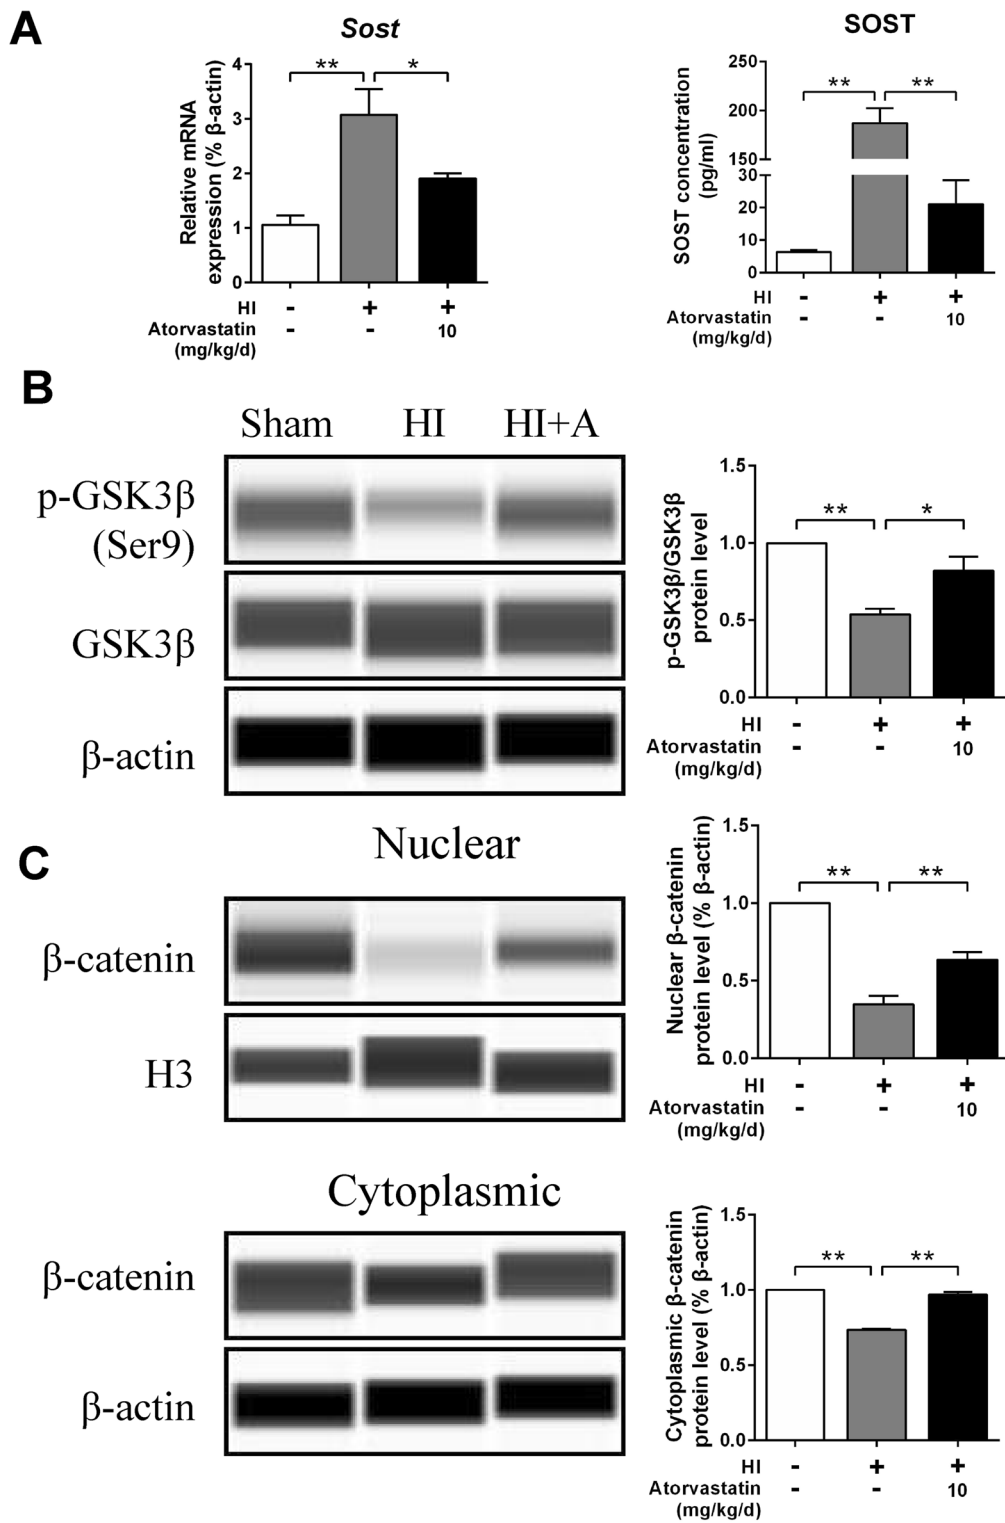 A
Sost
Relative mRNA
expression (% β-actin)
4
3
2
1
0
** *
HI - + +
Atorvastatin - - 10
(mg/kg/d)
SOST
SOST concentration
(pg/ml)
250
200
150
30
20
10
0
** **
HI - + +
Atorvastatin - - 10
(mg/kg/d)
B
Sham HI HI+A
p-GSK3β
(Ser9)
GSK3β
β-actin
p-GSK3β/GSK3β
protein level
1.5
1.0
0.5
0.0
** *
HI - + +
Atorvastatin - - 10
(mg/kg/d)
C
Nuclear
β-catenin
H3
Nuclear β-catenin
protein level (% β-actin)
1.5
1.0
0.5
0.0
** **
HI - + +
Atorvastatin - - 10
(mg/kg/d)
Cytoplasmic
β-catenin
β-actin
Cytoplasmic β-catenin
protein level (% β-actin)
1.5
1.0
0.5
0.0
** **
HI - + +
Atorvastatin - - 10
(mg/kg/d)